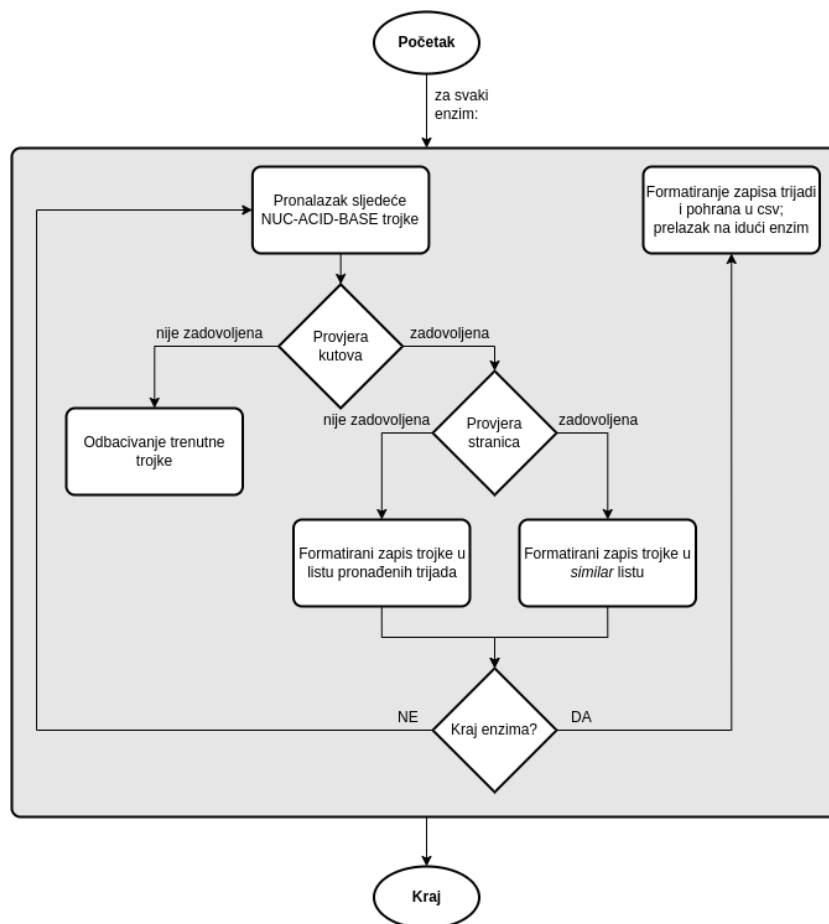 Početak
za svaki
enzim:
Pronalazak sljedeće
NUC-ACID-BASE trojke
Formatiranje zapisa trijadi
i pohrana u csv;
prelazak na idući enzim
nije zadovoljena
Provjera
kutova
zadovoljena
Odbacivanje trenutne
trojke
nije zadovoljena
Provjera
stranica
zadovoljena
Formatirani zapis trojke u
listu pronađenih trijada
Formatirani zapis trojke u
similar listu
NE
Kraj enzima?
DA
Kraj